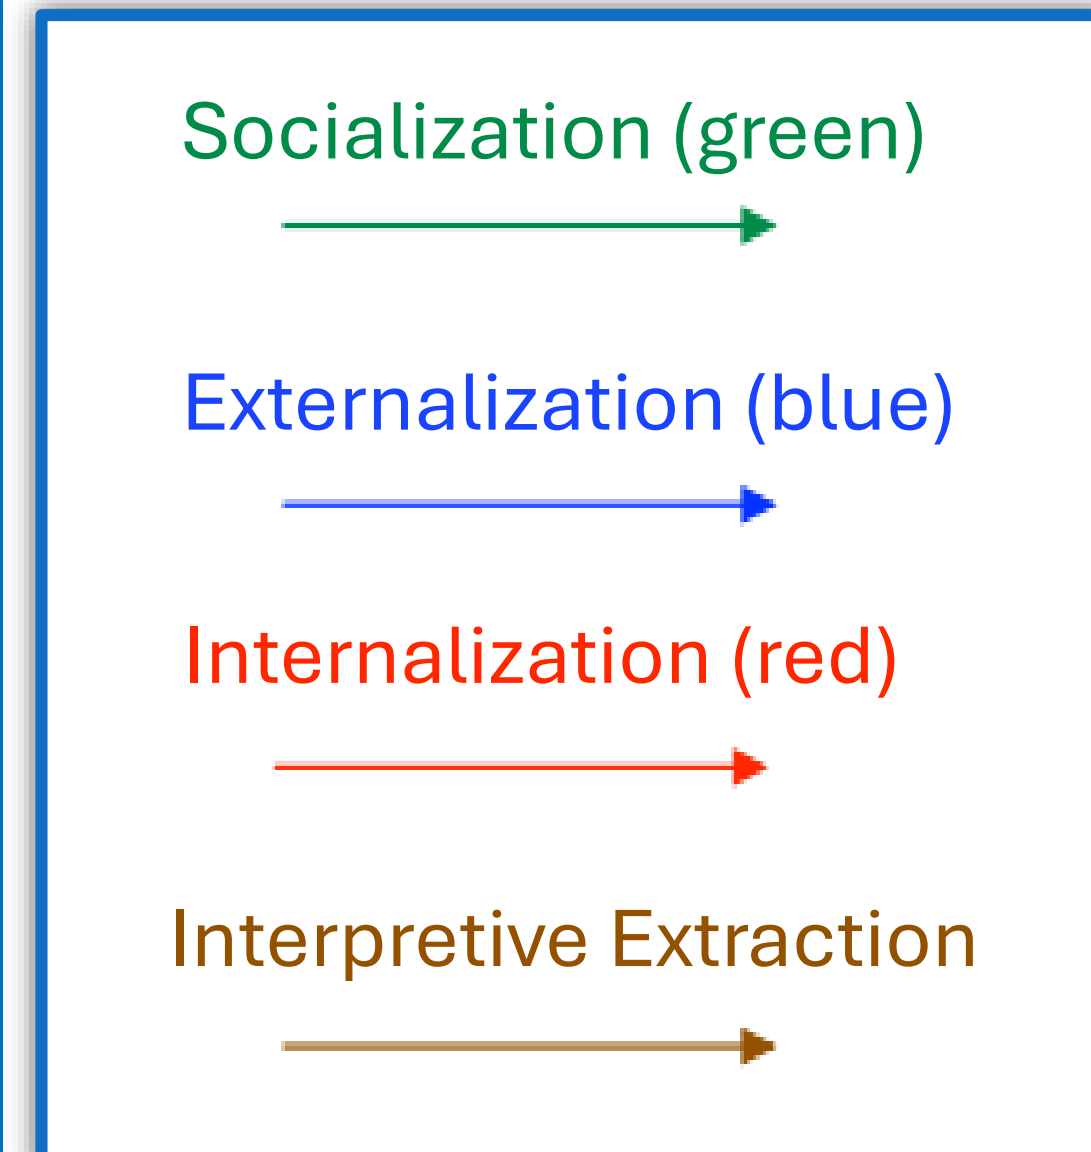 Socialization (green)
Externalization (blue)
Internalization (red)
Interpretive Extraction